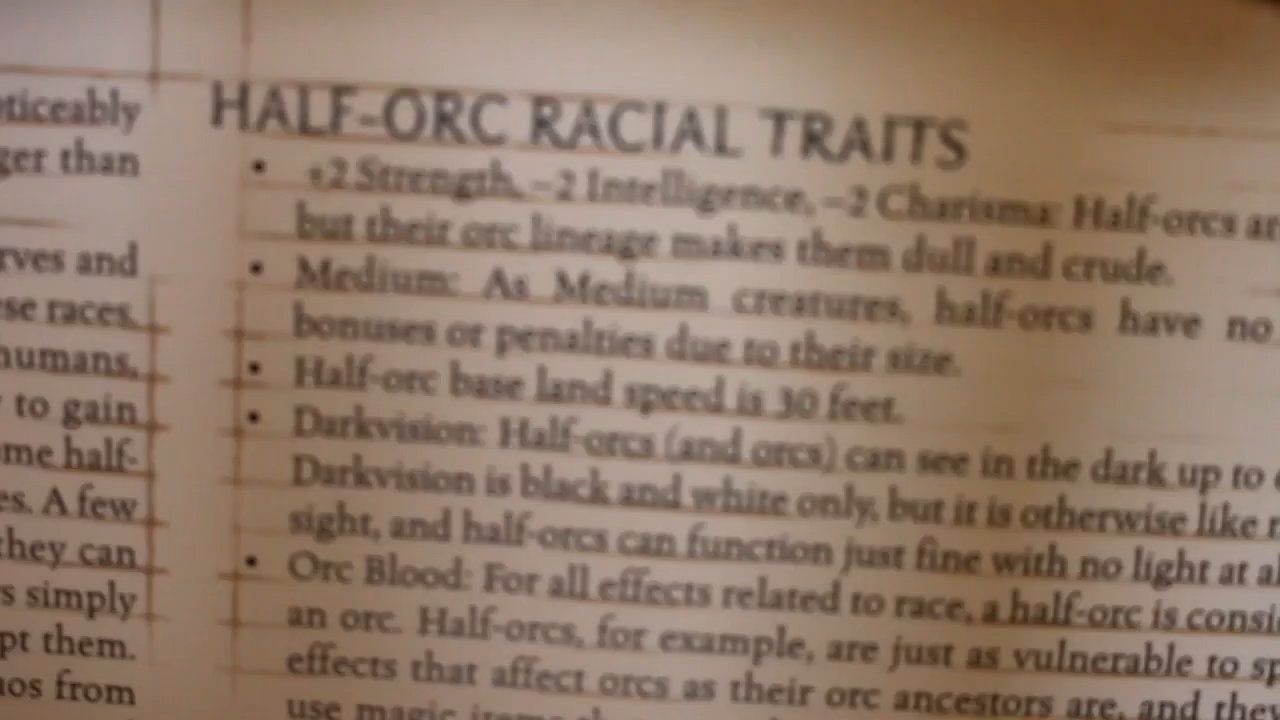 oticeably
ger than
rves and
se races,
humans,
to gain
me half-
es. A few
they can
s simply
pt them.
nos from
HALF-ORC RACIAL TRAITS
• +2 Strength, –2 Intelligence, –2 Charisma: Half-orcs ar
but their orc lineage makes them dull and crude.
• Medium: As Medium creatures, half-orcs have no
bonuses or penalties due to their size.
• Half-orc base land speed is 30 feet.
• Darkvision: Half-orcs (and orcs) can see in the dark up to
Darkvision is black and white only, but it is otherwise like
sight, and half-orcs can function just fine with no light at al
• Orc Blood: For all effects related to race, a half-orc is consi
an orc. Half-orcs, for example, are just as vulnerable to sp
effects that affect orcs as their orc ancestors are, and they
use magic items